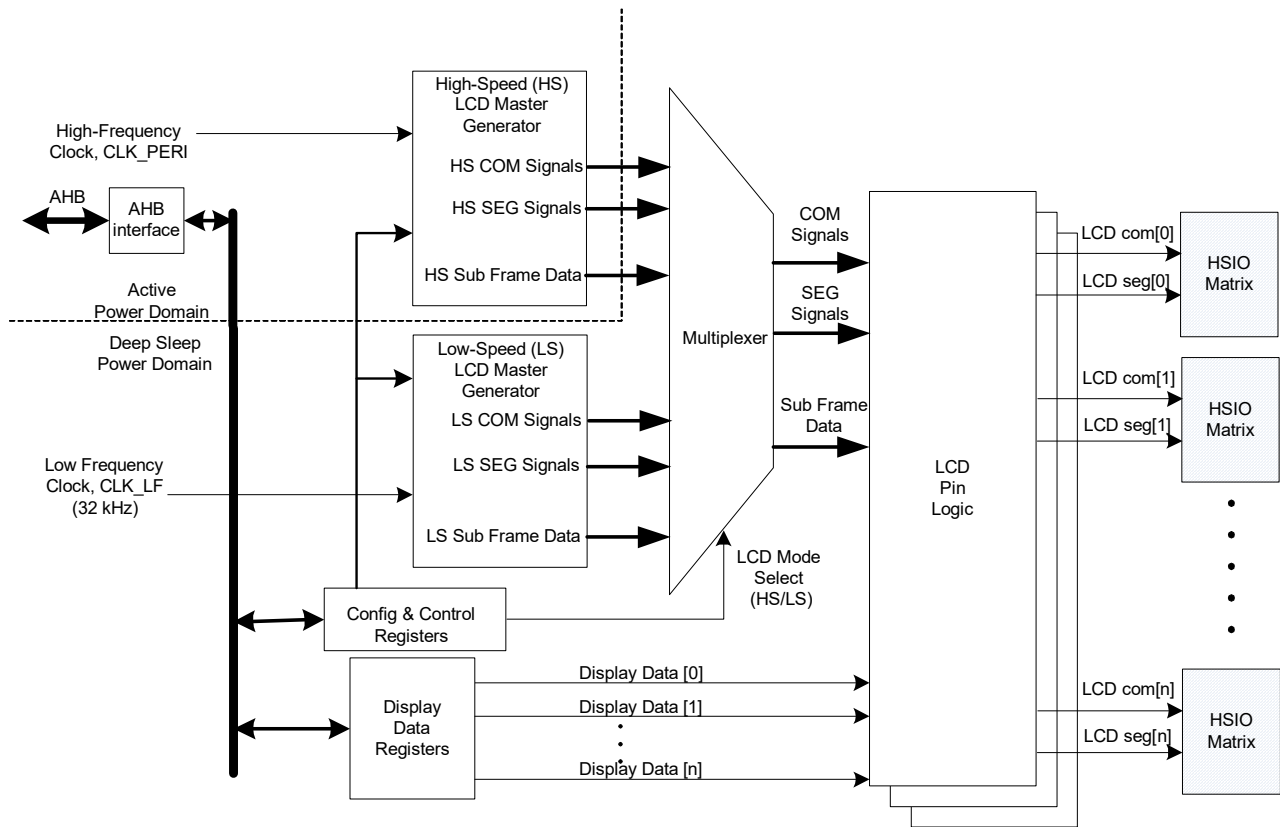 High-Speed (HS)
LCD Master
Generator
HS COM Signals
HS SEG Signals
HS Sub Frame Data
High-Frequency
Clock, CLK_PERI
AHB
AHB
interface
Active
Power Domain
Deep Sleep
Power Domain
Low-Speed (LS)
LCD Master
Generator
LS COM Signals
LS SEG Signals
LS Sub Frame Data
Low Frequency
Clock, CLK_LF
(32 kHz)
Multiplexer
COM
Signals
SEG
Signals
Sub Frame
Data
LCD Mode
Select
(HS/LS)
Config & Control
Registers
Display
Data
Registers
Display Data [0]
Display Data [1]
Display Data [n]
LCD
Pin
Logic
LCD com[0]
LCD seg[0]
HSIO
Matrix
LCD com[1]
LCD seg[1]
HSIO
Matrix
LCD com[n]
LCD seg[n]
HSIO
Matrix